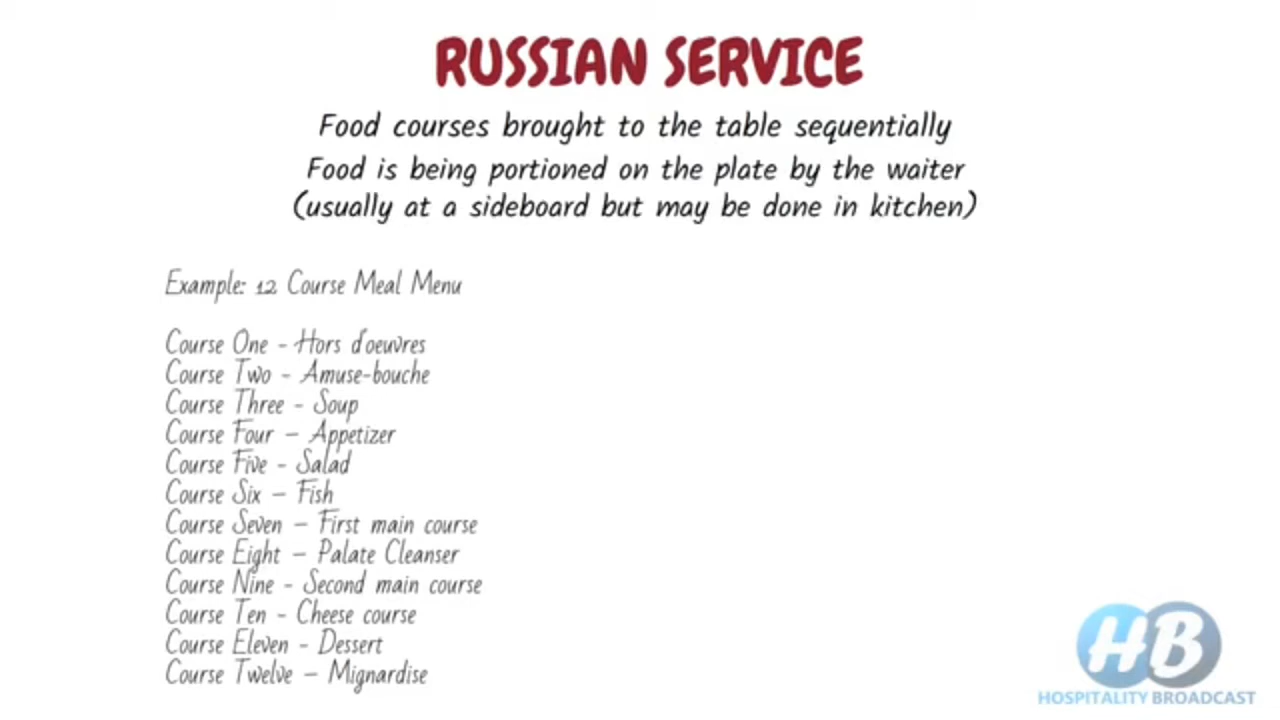 RUSSIAN SERVICE
Food courses brought to the table sequentially
Food is being portioned on the plate by the waiter
(usually at a sideboard but may be done in kitchen)
Example: 12 Course Meal Menu
Course One - Hors d'oeuvres
Course Two - Amuse-bouche
Course Three - Soup
Course Four – Appetizer
Course Five - Salad
Course Six – Fish
Course Seven – First main course
Course Eight – Palate Cleanser
Course Nine - Second main course
Course Ten - Cheese course
Course Eleven - Dessert
Course Twelve – Mignardise
HB
HOSPITALITY BROADCAST